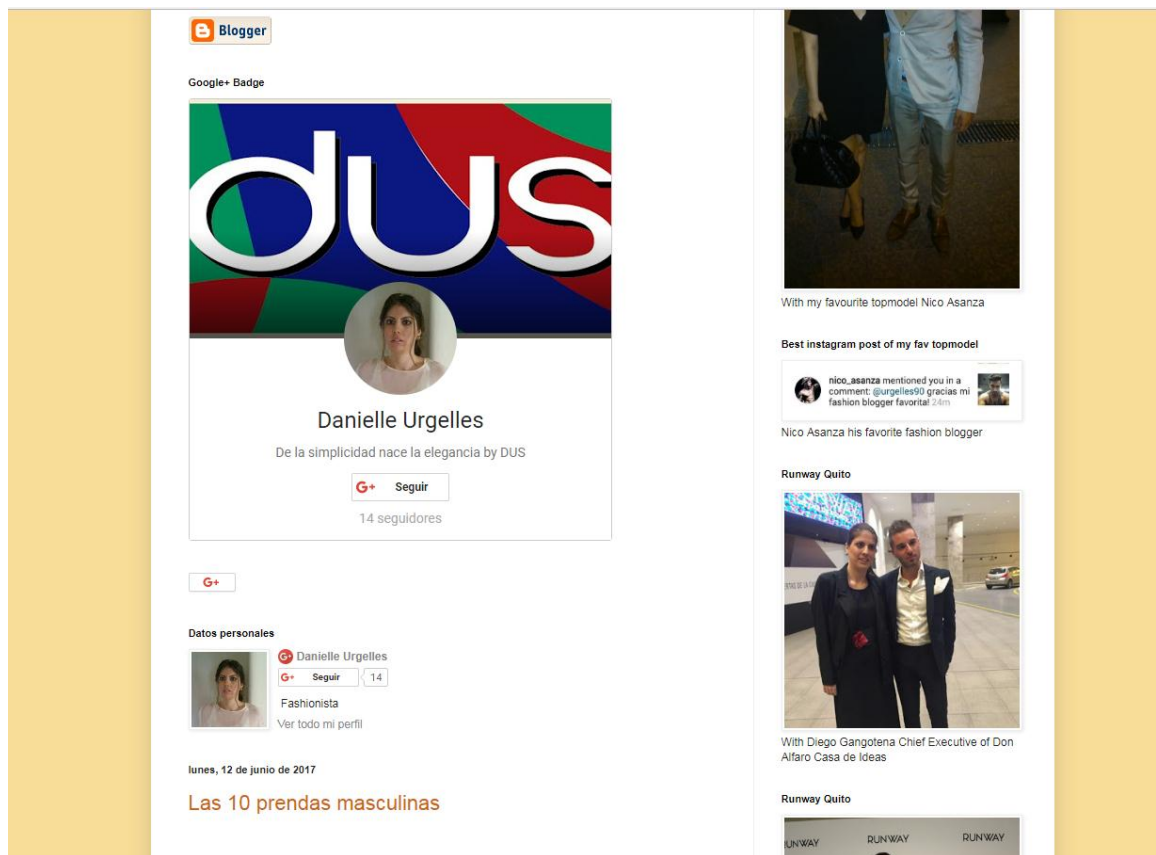 Blogger
Google+ Badge
dus
Danielle Urgelles
De la simplicidad nace la elegancia by DUS
G+ Seguir
14 seguidores
G+
Datos personales
G+ Danielle Urgelles
G+ Seguir 14
Fashionista
Ver todo mi perfil
lunes, 12 de junio de 2017
Las 10 prendas masculinas
With my favourite topmodel Nico Asanza
Best instagram post of my fav topmodel
nico_asanza mentioned you in a
comment: @urgelles90 gracias mi
fashion blogger favorita! 24m
Nico Asanza his favorite fashion blogger
Runway Quito
With Diego Gangotena Chief Executive of Don
Alfaro Casa de Ideas
Runway Quito
UNWAY RUNWAY RUNWAY